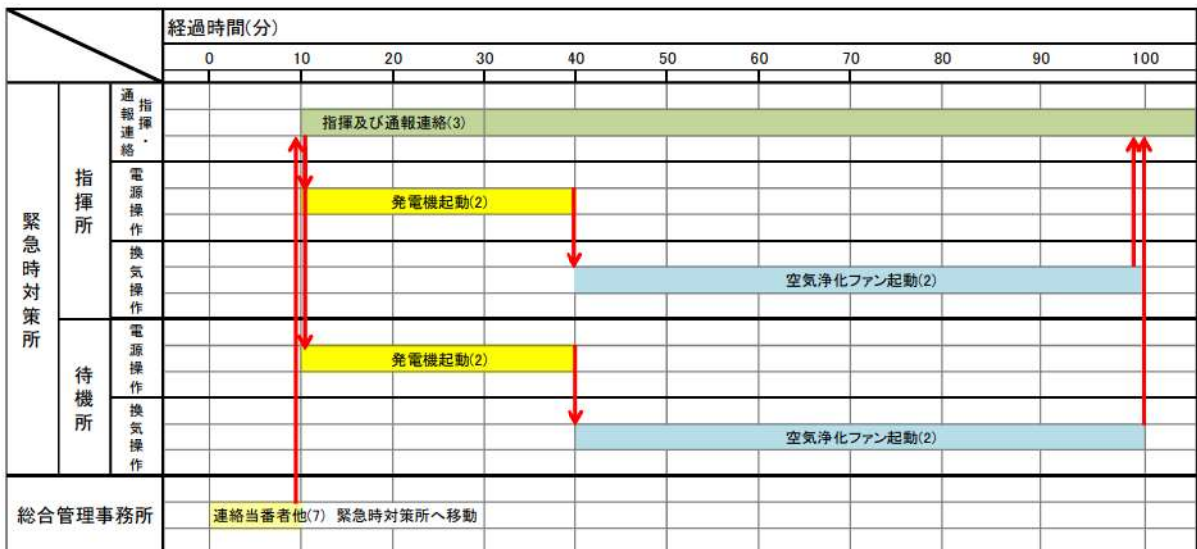 経過時間(分)
0 10 20 30 40 50 60 70 80 90 100
緊急時対策所
指揮所
指揮・通報連絡
指揮及び通報連絡(3)
電源操作
発電機起動(2)
換気操作
空気浄化ファン起動(2)
待機所
電源操作
発電機起動(2)
換気操作
空気浄化ファン起動(2)
総合管理事務所
連絡当番者他(7) 緊急時対策所へ移動